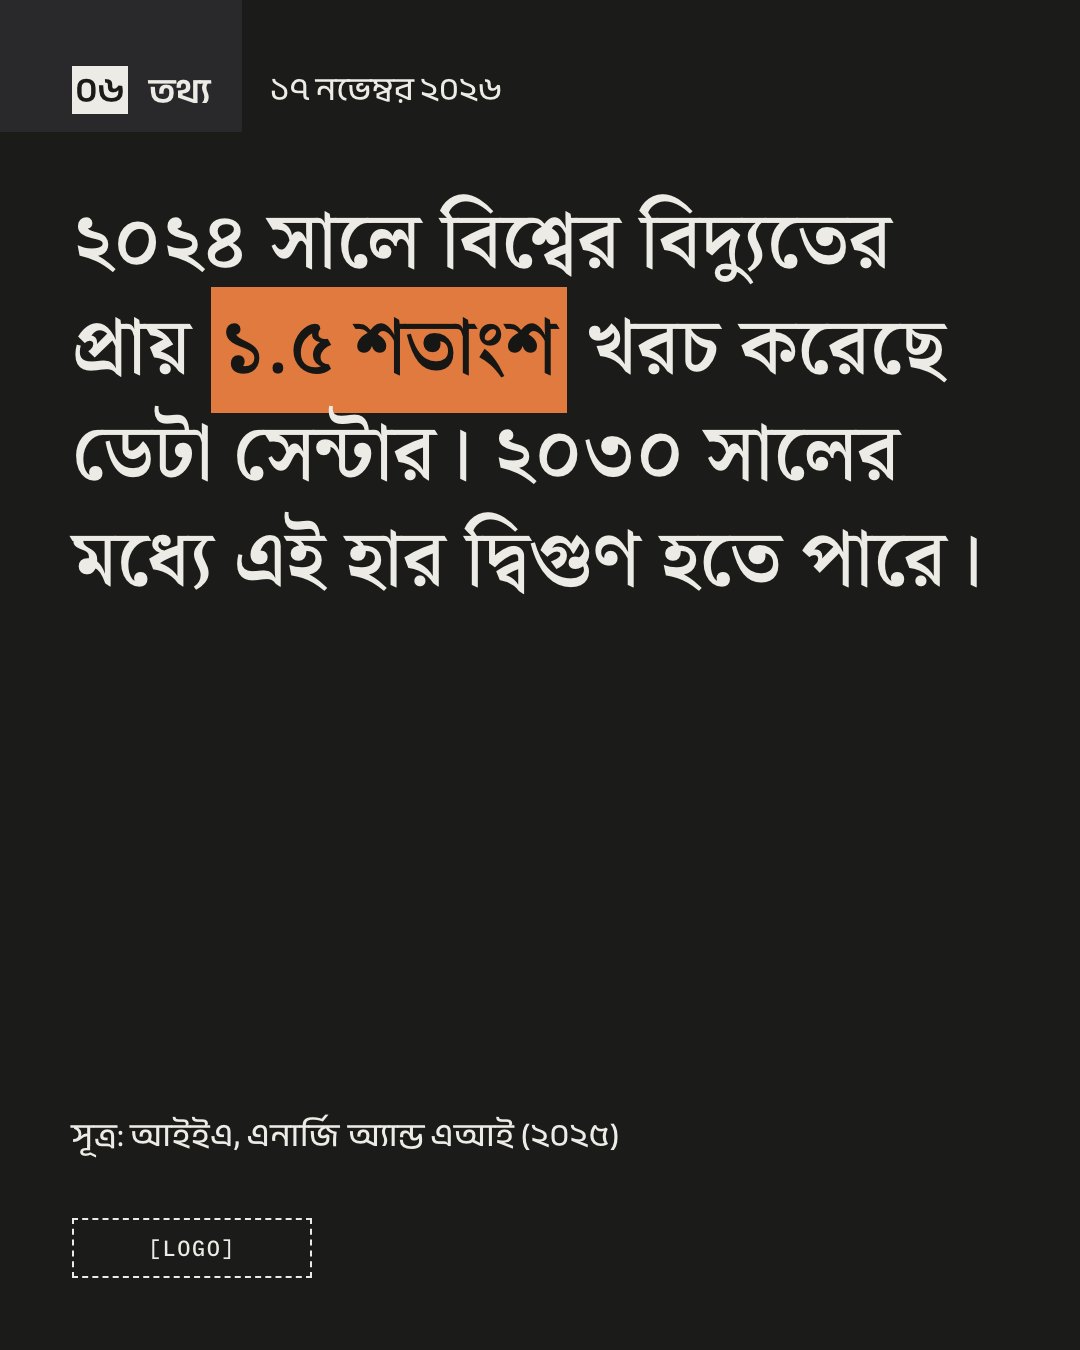 ০৬ তথ্য ১৭ নভেম্বর ২০২৬
২০২৪ সালে বিশ্বের বিদ্যুতের
প্রায় ১.৫ শতাংশ খরচ করেছে
ডেটা সেন্টার। ২০৩০ সালের
মধ্যে এই হার দ্বিগুণ হতে পারে।
সূত্র: আইইএ, এনার্জি অ্যান্ড এআই (২০২৫)
[LOGO]